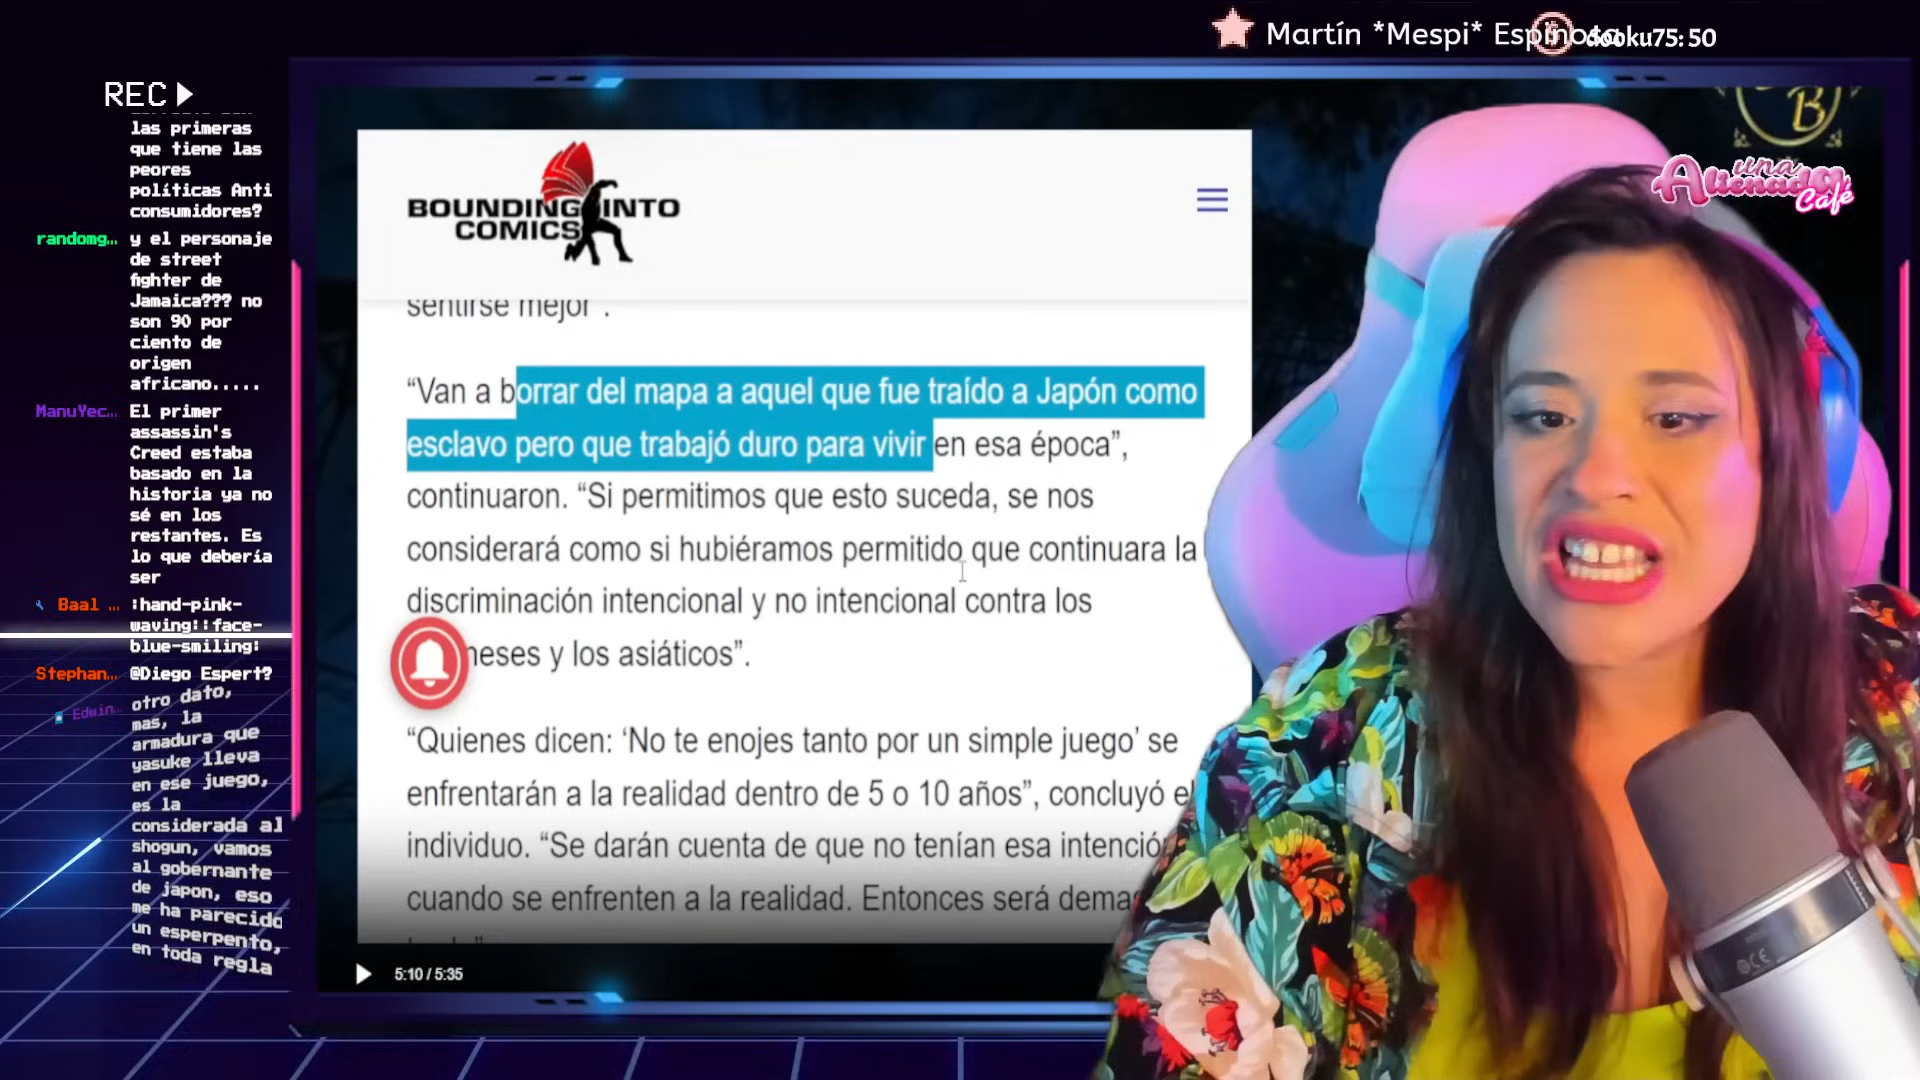 Martín *Mespi* Espinosa
dooku75: 50
REC
las primeras
que tiene las
peores
políticas Anti
consumidores?
randomg… y el personaje
de street
fighter de
Jamaica??? no
son 90 por
ciento de
origen
africano.....
ManuYec… El primer
assassin's
Creed estaba
basado en la
historia ya no
sé en los
restantes. Es
lo que debería
ser
Baal … :hand-pink-
waving::face-
blue-smiling:
Stephan… @Diego Espert?
Edwin… otro dato,
mas, la
armadura que
yasuke lleva
en ese juego,
es la
considerada al
shogun, vamos
al gobernante
de japon, eso
me ha parecido
un esperpento,
en toda regla
BOUNDING INTO
COMICS
sentirse mejor".
“Van a borrar del mapa a aquel que fue traído a Japón como
esclavo pero que trabajó duro para vivir en esa época”,
continuaron. “Si permitimos que esto suceda, se nos
considerará como si hubiéramos permitido que continuara la
discriminación intencional y no intencional contra los
neses y los asiáticos”.
“Quienes dicen: ‘No te enojes tanto por un simple juego’ se
enfrentarán a la realidad dentro de 5 o 10 años”, concluyó el
individuo. “Se darán cuenta de que no tenían esa intención
cuando se enfrenten a la realidad. Entonces será dema
5:10 / 5:35
B
una
Alienada
Café